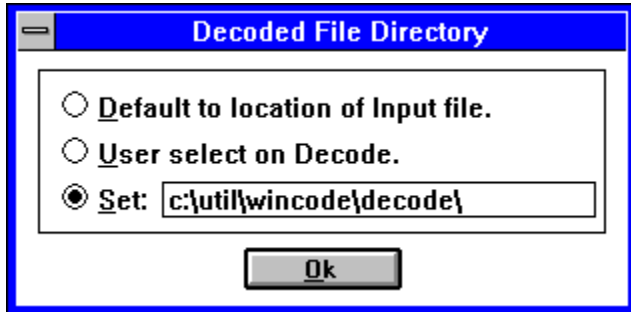 Decoded File Directory
Default to location of Input file.
User select on Decode.
Set: c:\util\wincode\decode\
Ok